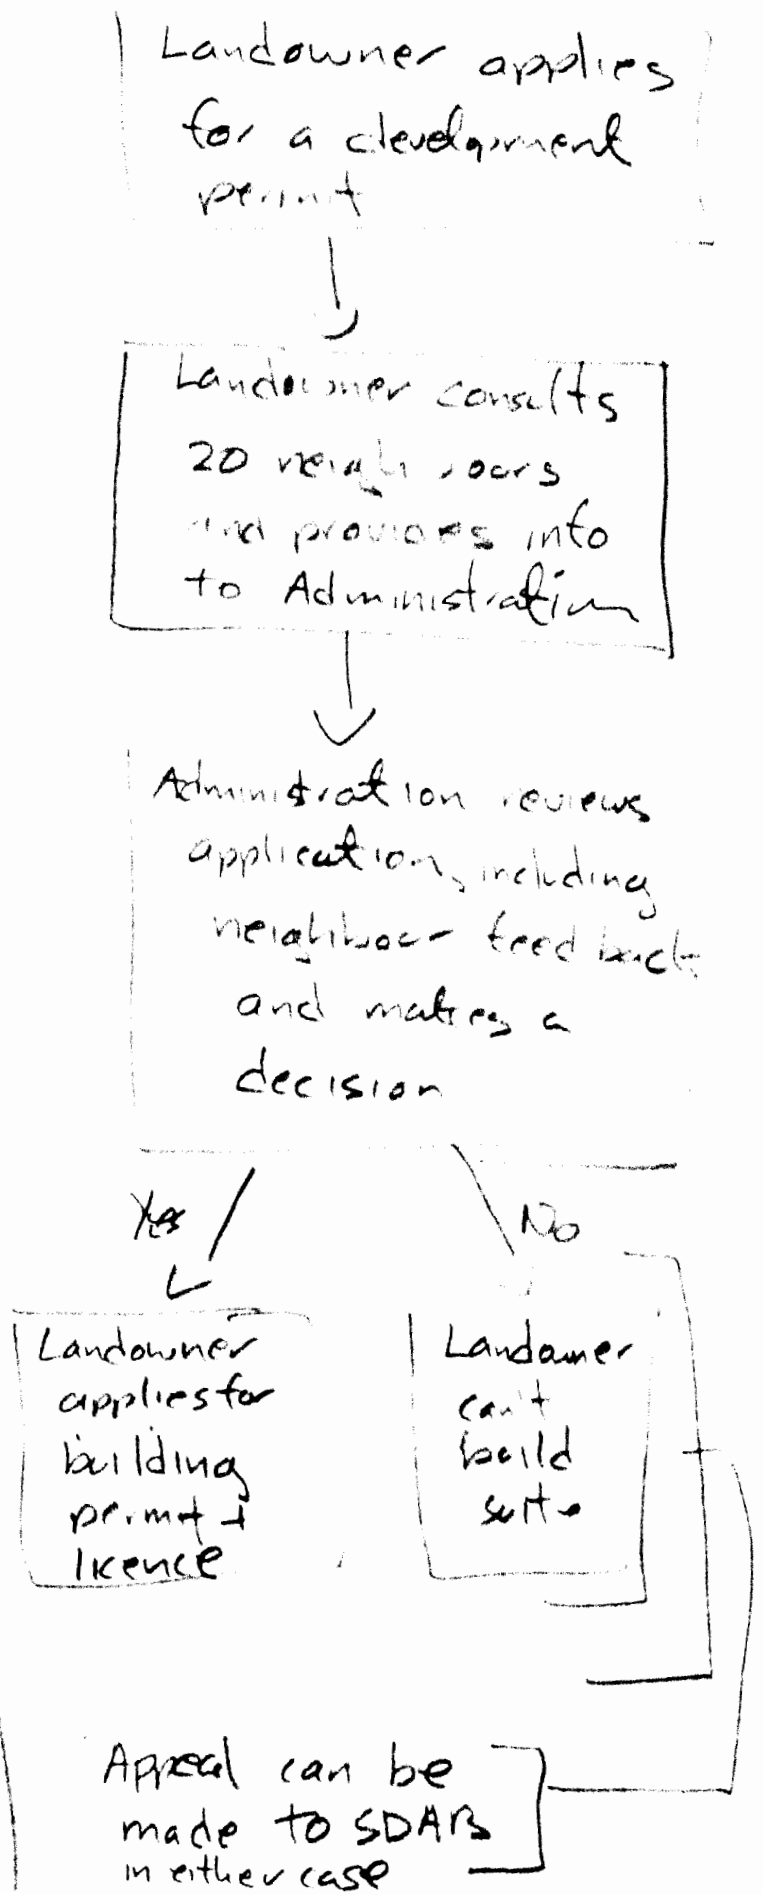 Landowner applies
for a development
permit
Landowner consults
20 neighbours
and provides info
to Administration
Administration reviews
application, including
neighbour feedback
and makes a
decision
Yes
No
Landowner
applies for
building
permit +
licence
Landowner
can't
build
suite
Appeal can be
made to SDAB
in either case